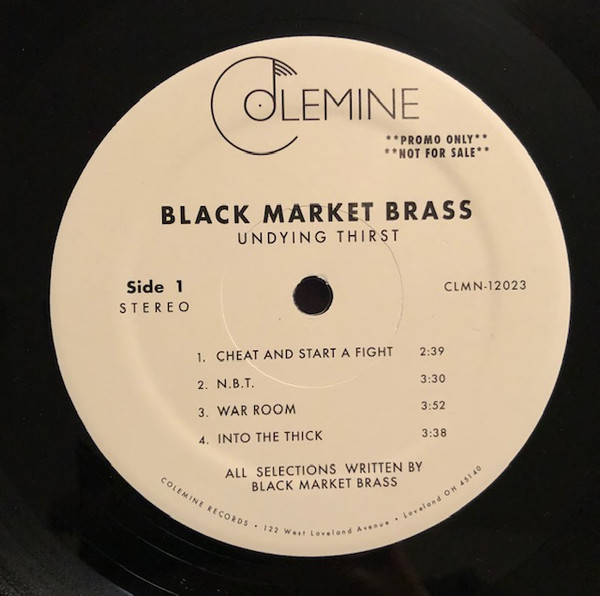 COLEMINE
**PROMO ONLY**
**NOT FOR SALE**
BLACK MARKET BRASS
UNDYING THIRST
Side 1
STEREO
CLMN-12023
1. CHEAT AND START A FIGHT 2:39
2. N.B.T. 3:30
3. WAR ROOM 3:52
4. INTO THE THICK 3:38
ALL SELECTIONS WRITTEN BY
BLACK MARKET BRASS
COLEMINE RECORDS • 122 West Loveland Avenue • Loveland OH 45140